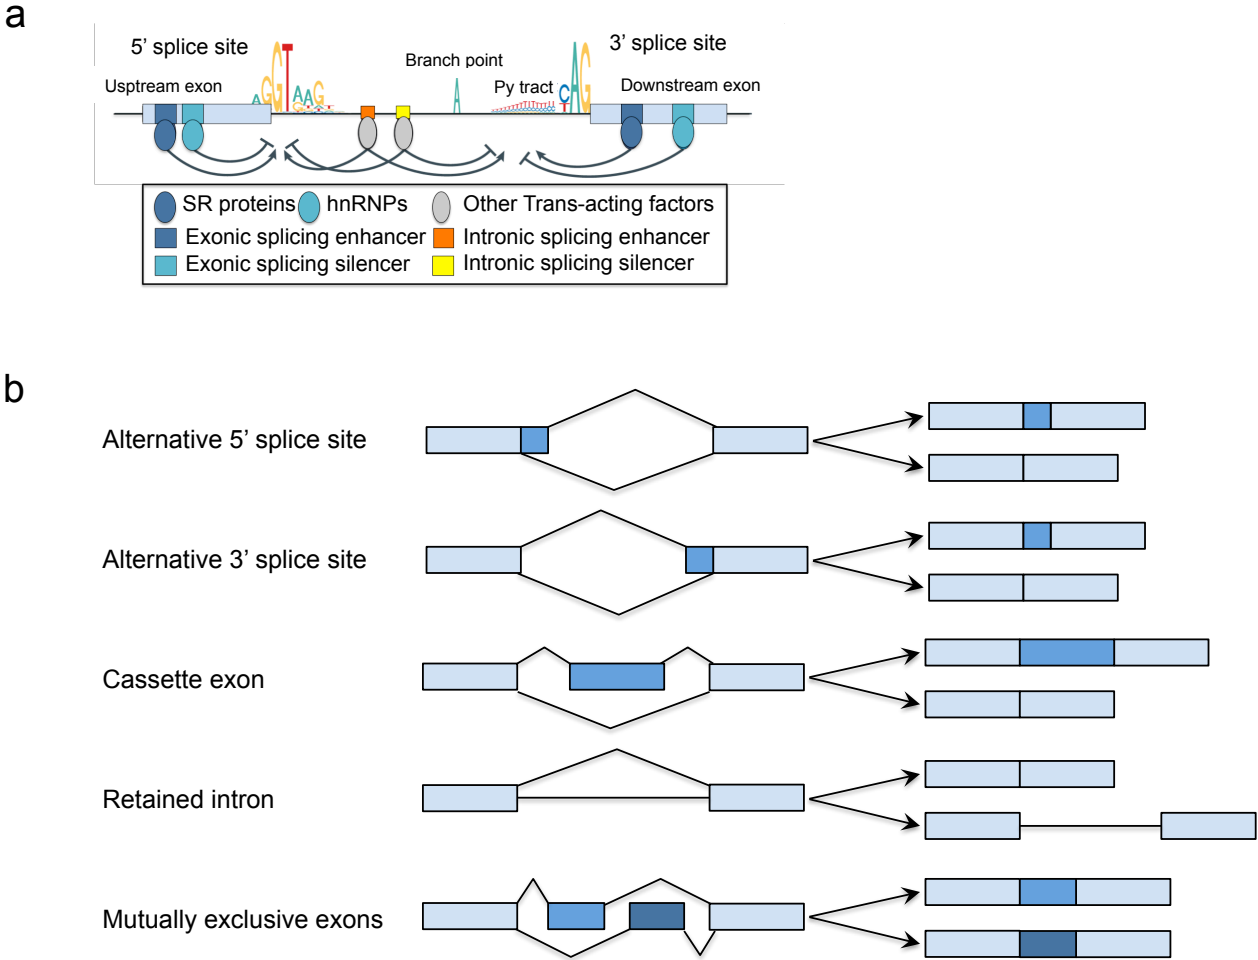 a
5’ splice site
3’ splice site
Branch point
Usptream exon
Py tract
Downstream exon
AGGTAAG
A
CAG
SR proteins
hnRNPs
Other Trans-acting factors
Exonic splicing enhancer
Intronic splicing enhancer
Exonic splicing silencer
Intronic splicing silencer
b
Alternative 5’ splice site
Alternative 3’ splice site
Cassette exon
Retained intron
Mutually exclusive exons